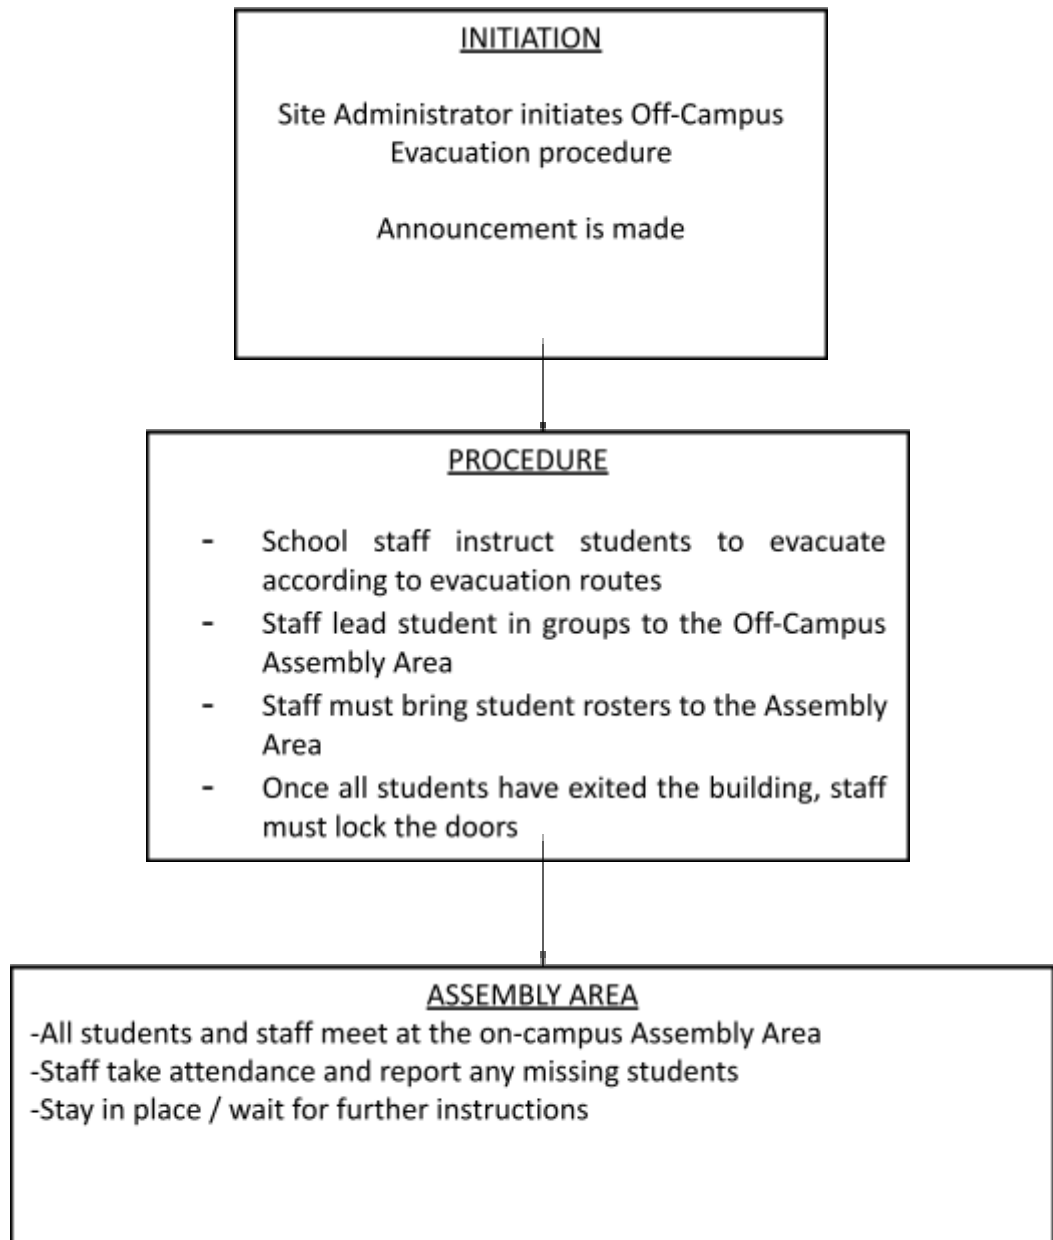 INITIATION
Site Administrator initiates Off-Campus
Evacuation procedure
Announcement is made
PROCEDURE
- School staff instruct students to evacuate
according to evacuation routes
- Staff lead student in groups to the Off-Campus
Assembly Area
- Staff must bring student rosters to the Assembly
Area
- Once all students have exited the building, staff
must lock the doors
ASSEMBLY AREA
-All students and staff meet at the on-campus Assembly Area
-Staff take attendance and report any missing students
-Stay in place / wait for further instructions